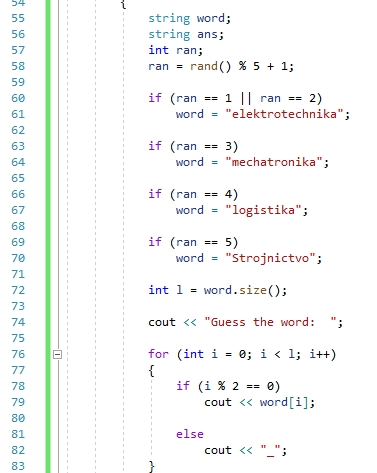 54 {
55 string word;
56 string ans;
57 int ran;
58 ran = rand() % 5 + 1;
59
60 if (ran == 1 || ran == 2)
61 word = "elektrotechnika";
62
63 if (ran == 3)
64 word = "mechatronika";
65
66 if (ran == 4)
67 word = "logistika";
68
69 if (ran == 5)
70 word = "Strojnictvo";
71
72 int l = word.size();
73
74 cout << "Guess the word:  ";
75
76 for (int i = 0; i < l; i++)
77 {
78 if (i % 2 == 0)
79 cout << word[i];
80
81 else
82 cout << "_";
83 }